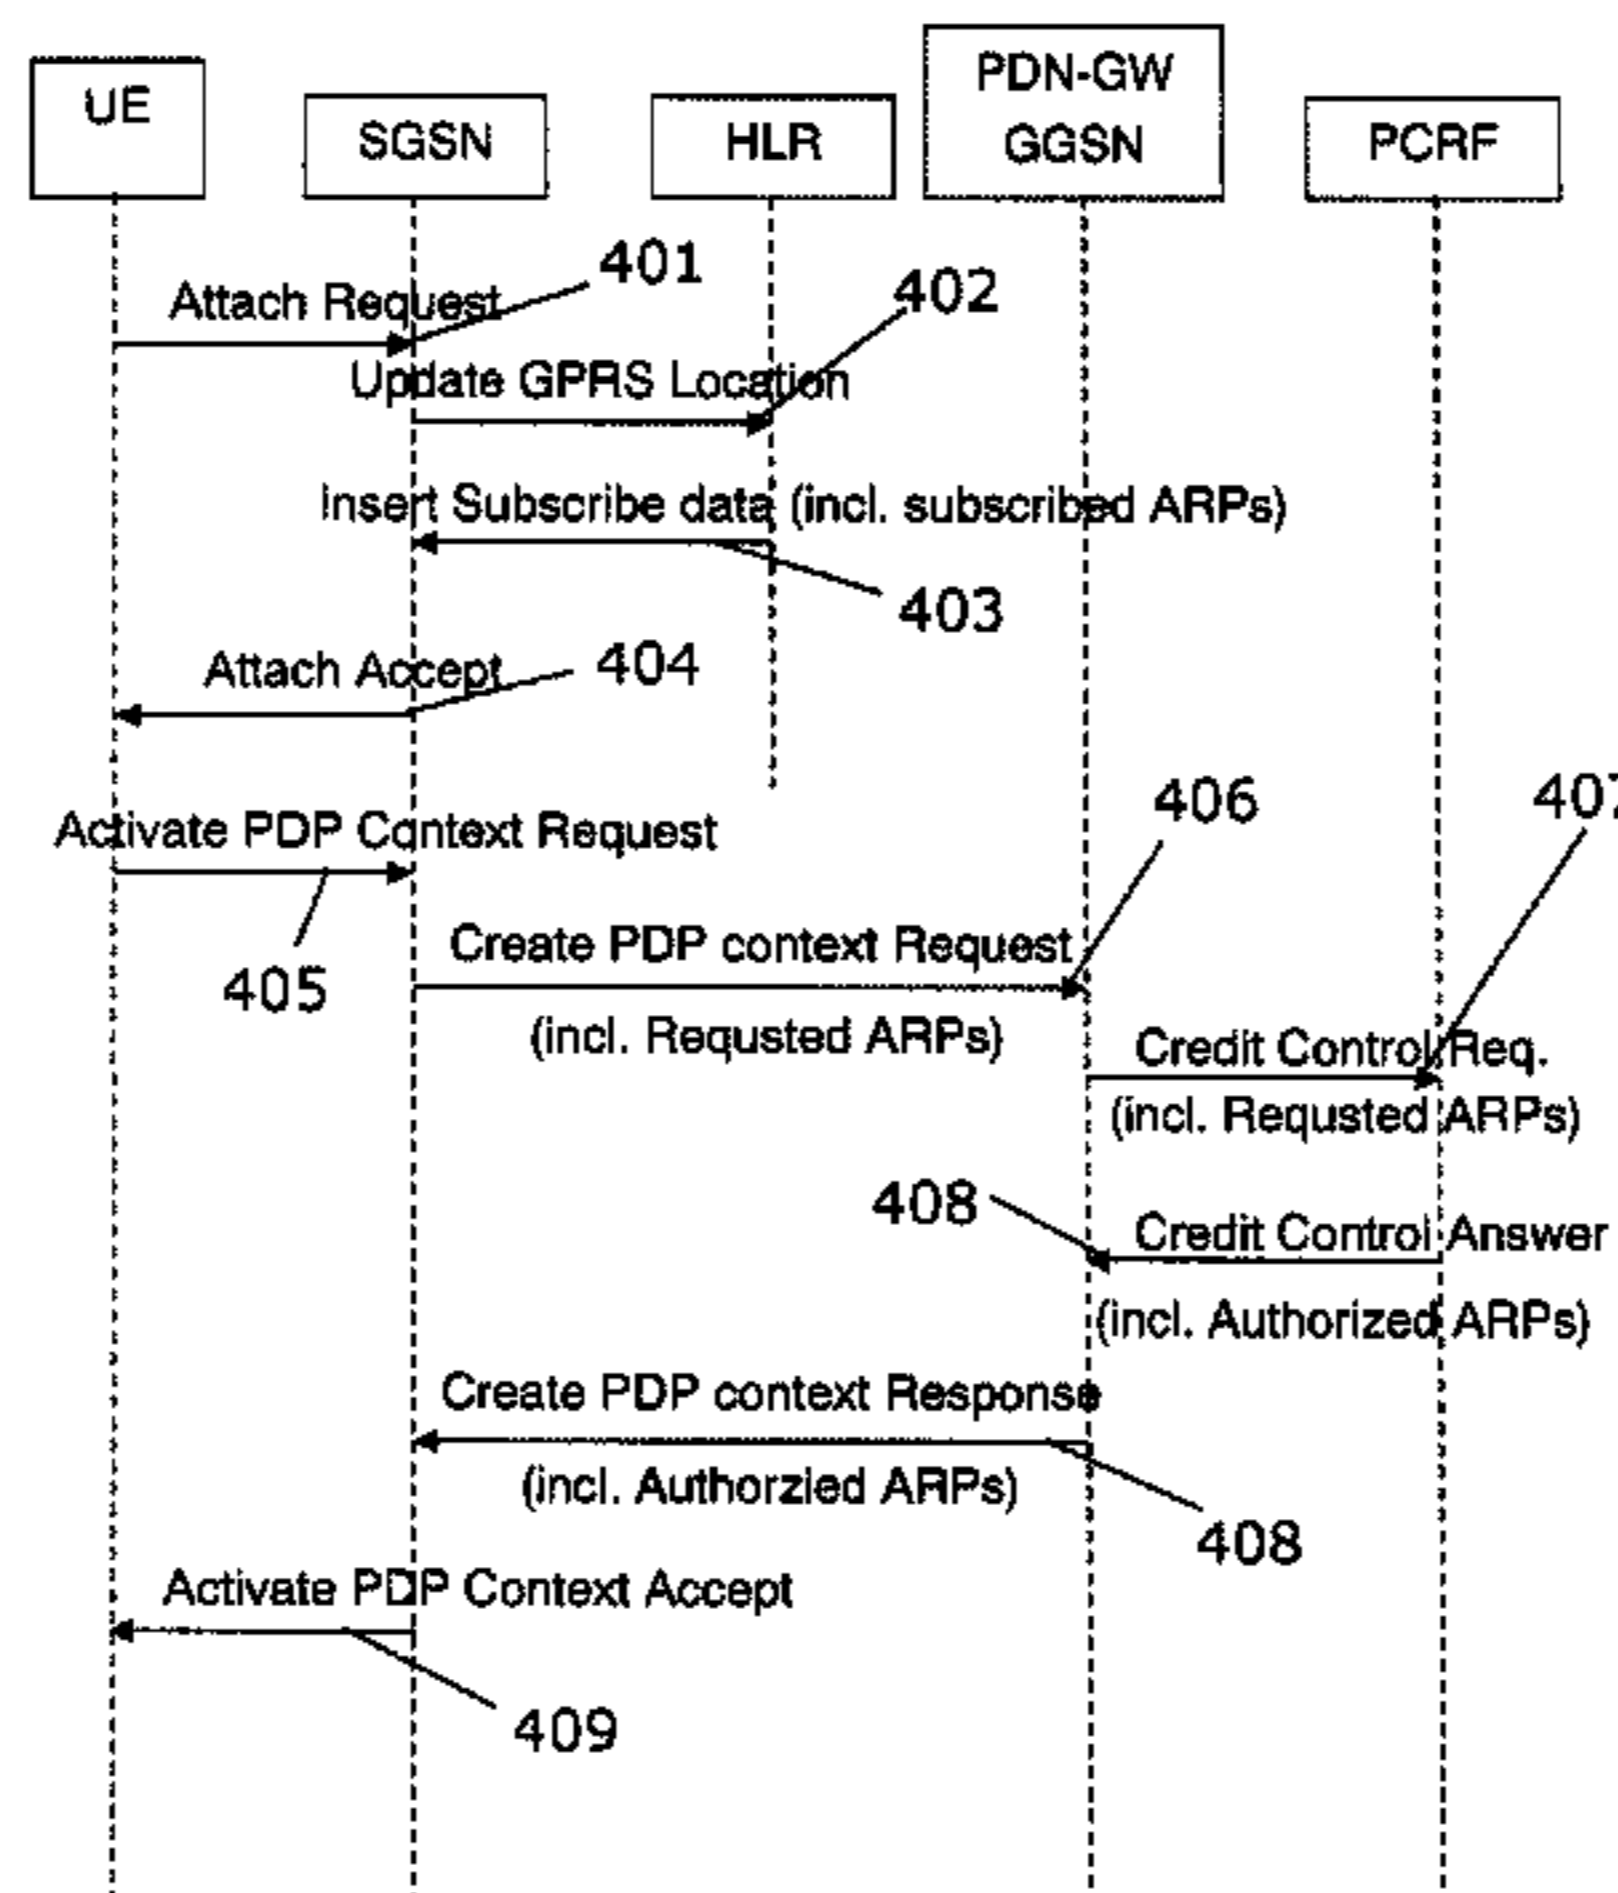 UE
SGSN
HLR
PDN-GW
GGSN
PCRF
401
Attach Request
402
Update GPRS Location
Insert Subscribe data (incl. subscribed ARPs)
403
Attach Accept
404
406
407
Activate PDP Context Request
405
Create PDP context Request
(incl. Requsted ARPs)
Credit Control Req.
(incl. Requsted ARPs)
408
Credit Control Answer
(incl. Authorized ARPs)
Create PDP context Response
(incl. Authorzied ARPs)
408
Activate PDP Context Accept
409